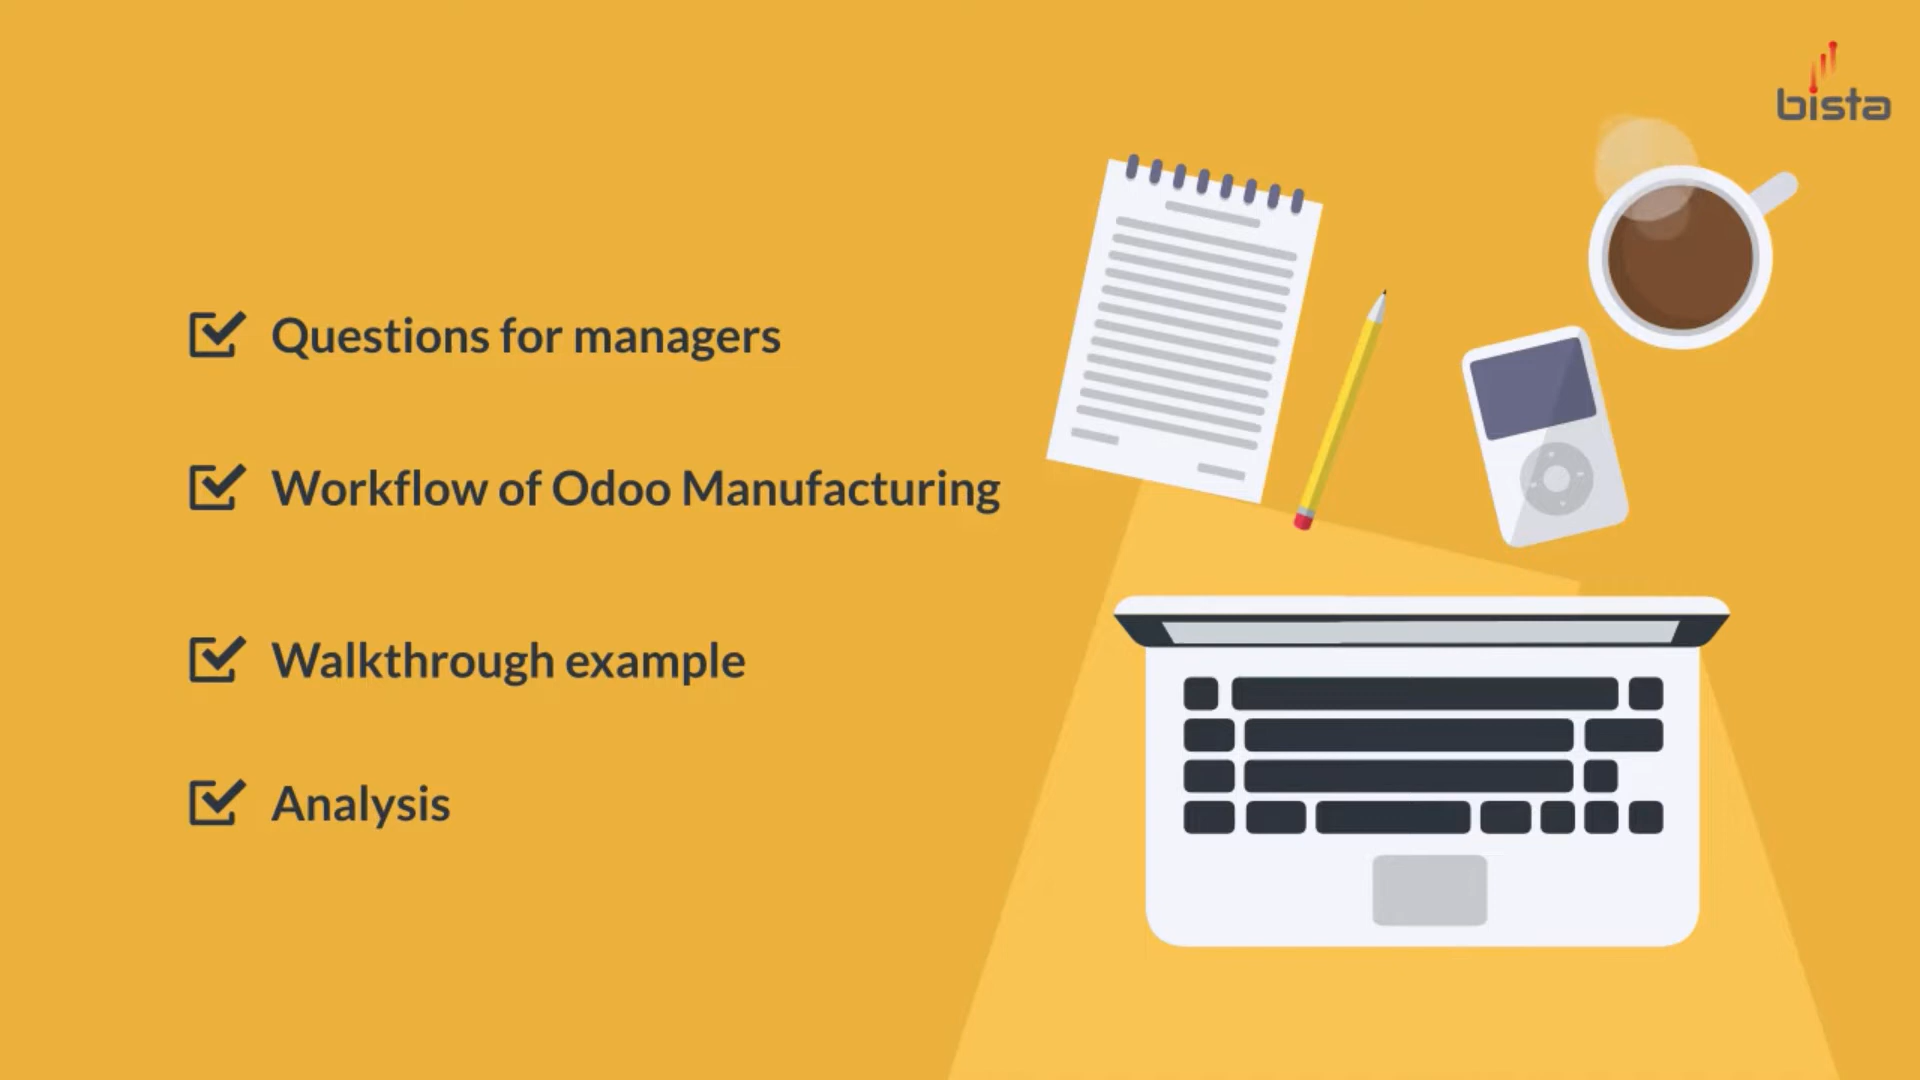 bista
Questions for managers
Workflow of Odoo Manufacturing
Walkthrough example
Analysis